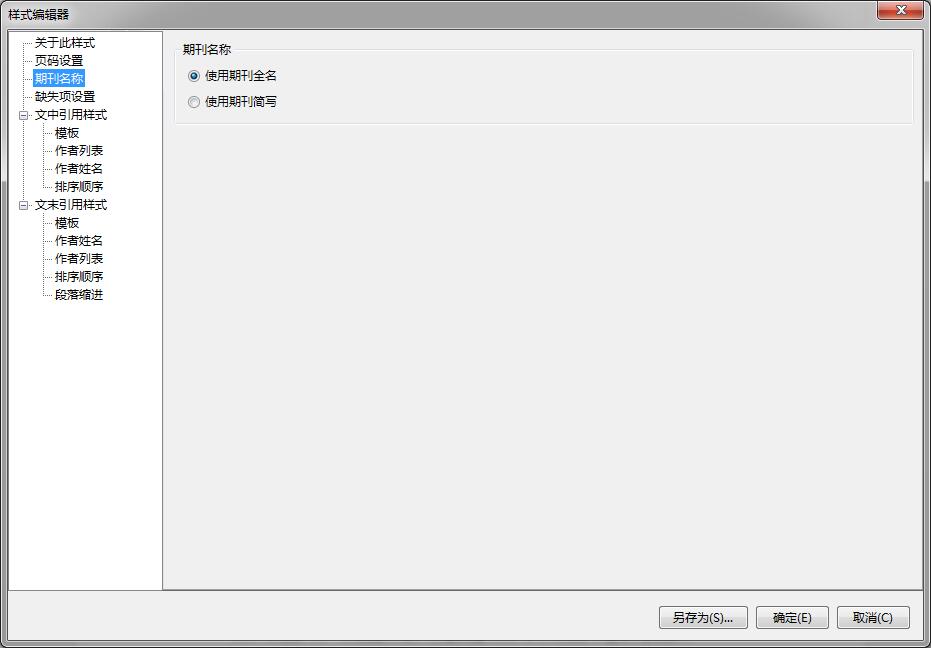 样式编辑器
关于此样式
页码设置
期刊名称
缺失项设置
文中引用样式
模板
作者列表
作者姓名
排序顺序
文末引用样式
模板
作者姓名
作者列表
排序顺序
段落缩进
期刊名称
使用期刊全名
使用期刊简写
另存为(S)...
确定(E)
取消(C)